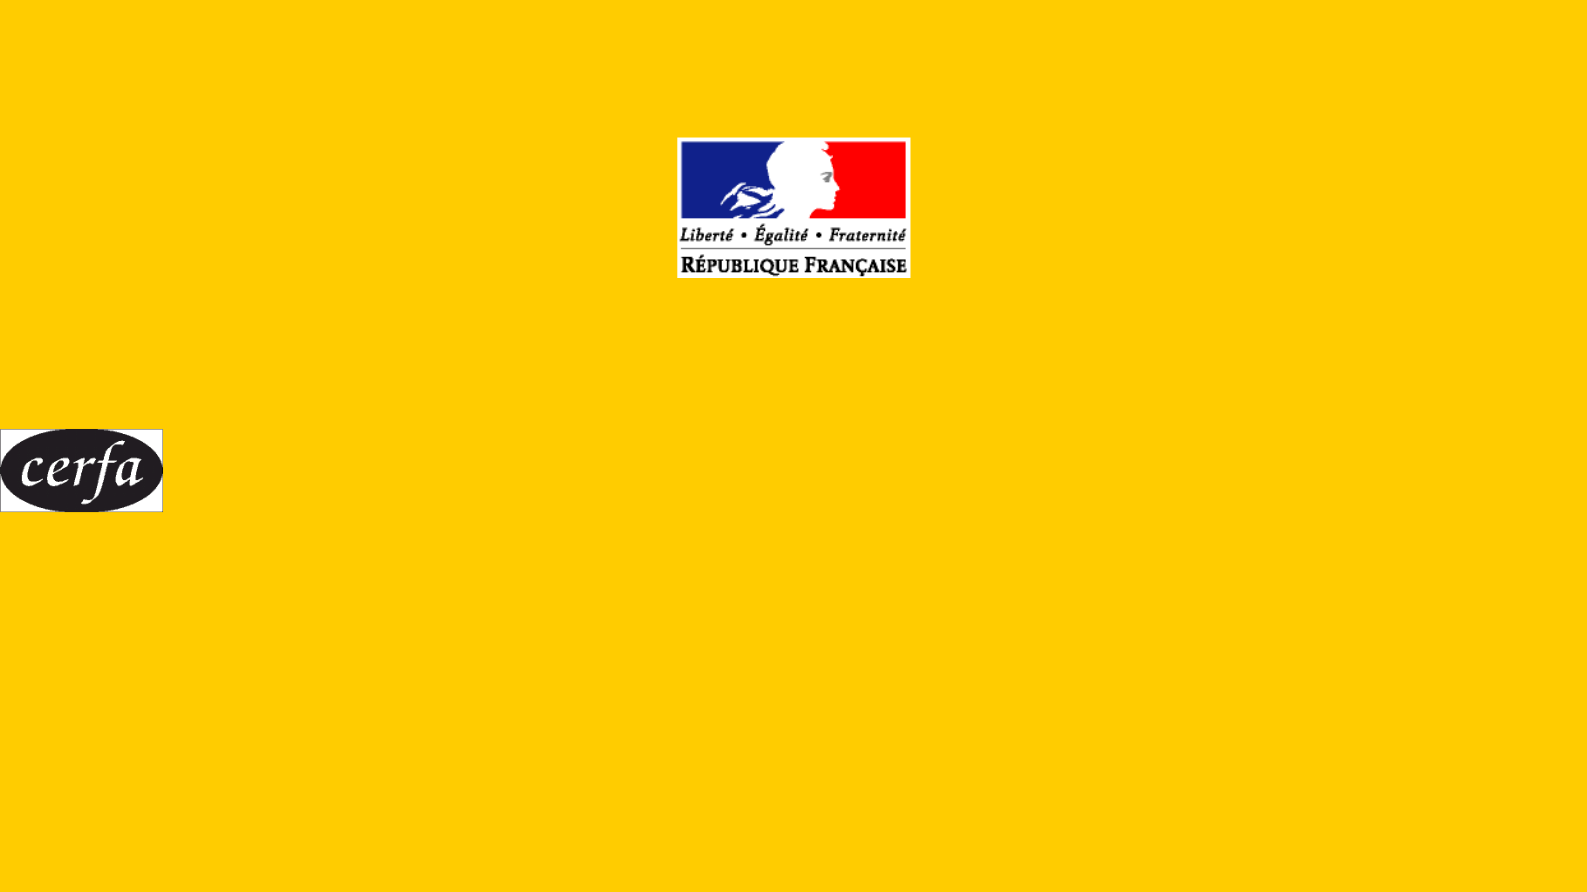 Liberté • Égalité • Fraternité
RÉPUBLIQUE FRANÇAISE
cerfa